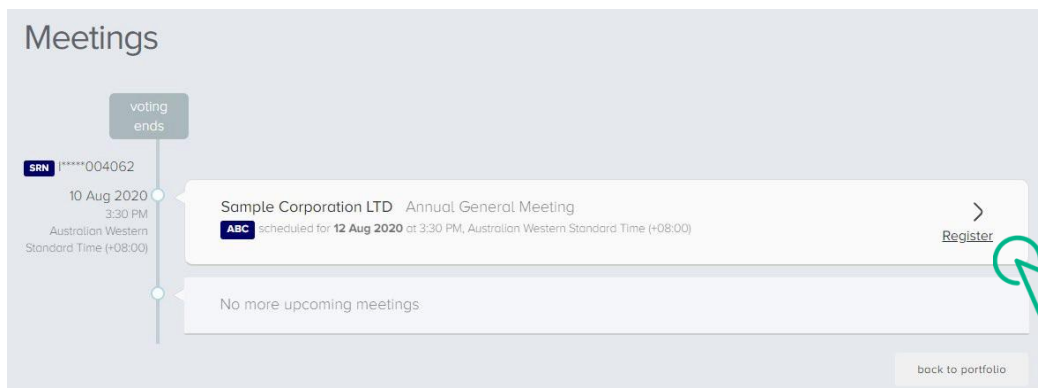 Meetings
voting
ends
SRN I*****004062
10 Aug 2020
3:30 PM
Australian Western
Standard Time (+08:00)
Sample Corporation LTD Annual General Meeting
ABC scheduled for 12 Aug 2020 at 3:30 PM, Australian Western Standard Time (+08:00)
Register
No more upcoming meetings
back to portfolio